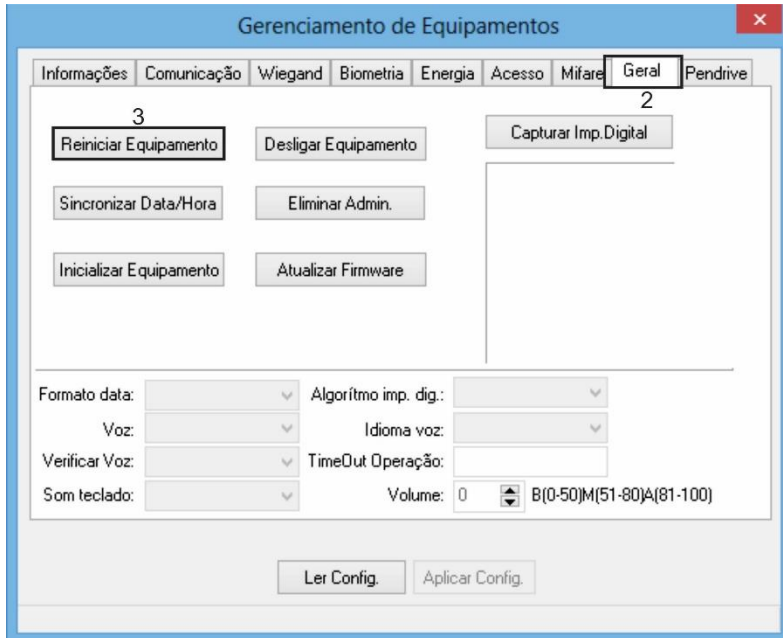 Gerenciamento de Equipamentos
×
Informações Comunicação Wiegand Biometria Energia Acesso Mifare Geral Pendrive
2
3
Reiniciar Equipamento Desligar Equipamento Capturar Imp.Digital
Sincronizar Data/Hora Eliminar Admin.
Inicializar Equipamento Atualizar Firmware
Formato data: Algorítmo imp. dig.:
Voz: Idioma voz:
Verificar Voz: TimeOut Operação:
Som teclado: Volume: 0 B(0-50)M(51-80)A(81-100)
Ler Config. Aplicar Config.